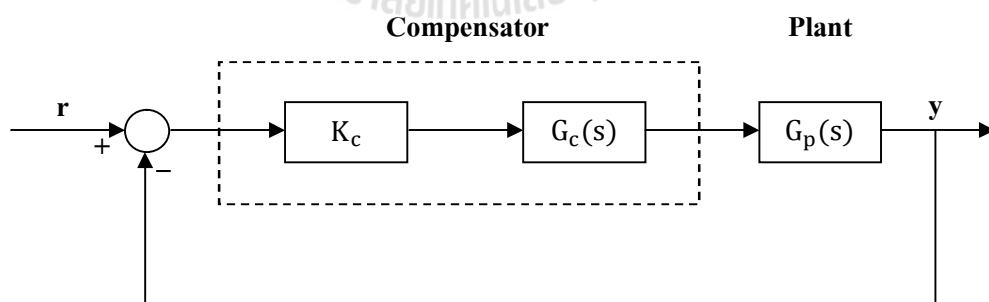 Compensator
Plant
r
y
+
−
K_c
G_c(s)
G_p(s)